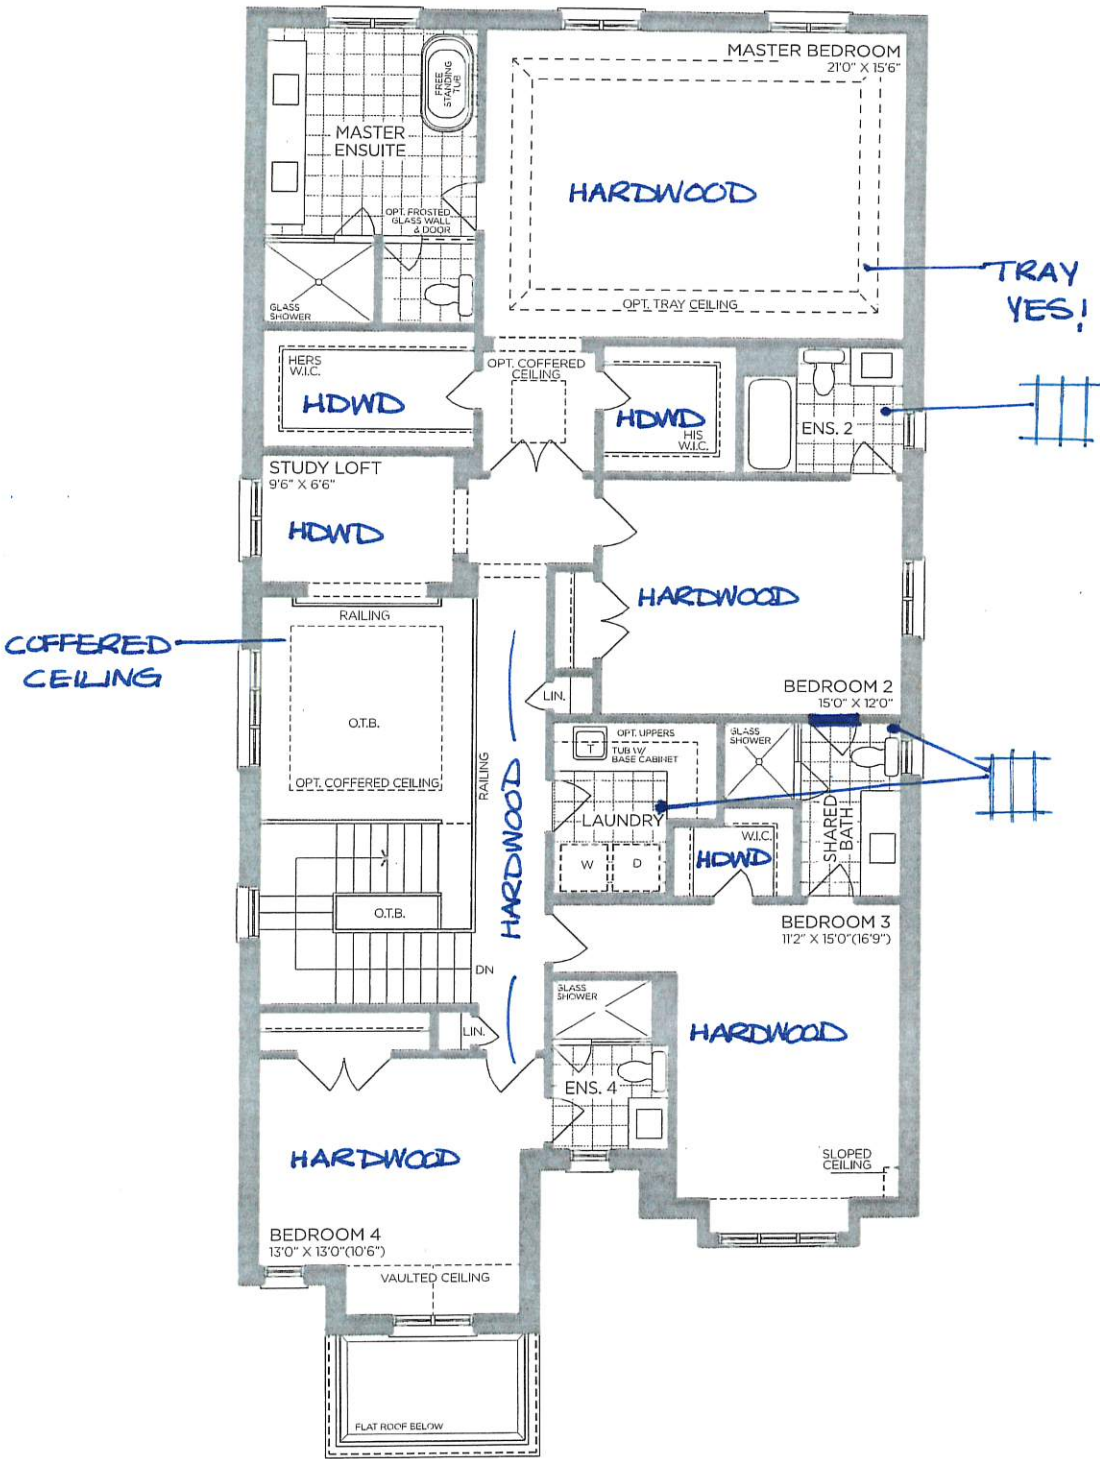 MASTER BEDROOM
21'0" X 15'6"
FREE
STANDING
TUB
MASTER
ENSUITE
HARDWOOD
OPT. FROSTED
GLASS WALL
& DOOR
TRAY
YES!
GLASS
SHOWER
OPT. TRAY CEILING
HERS
W.I.C.
HDWD
OPT. COFFERED
CEILING
HDWD
HIS
W.I.C.
ENS. 2
STUDY LOFT
9'6" X 6'6"
HDWD
HARDWOOD
RAILING
COFFERED
CEILING
BEDROOM 2
15'0" X 12'0"
LIN.
O.T.B.
OPT. COFFERED CEILING
RAILING
HARDWOOD
T
OPT. UPPERS
TUB W/
BASE CABINET
GLASS
SHOWER
LAUNDRY
W
D
W.I.C.
HDWD
SHARED
BATH
O.T.B.
DN
BEDROOM 3
11'2" X 15'0"(16'9")
GLASS
SHOWER
LIN.
HARDWOOD
ENS. 4
HARDWOOD
SLOPED
CEILING
BEDROOM 4
13'0" X 13'0"(10'6")
VAULTED CEILING
FLAT ROOF BELOW